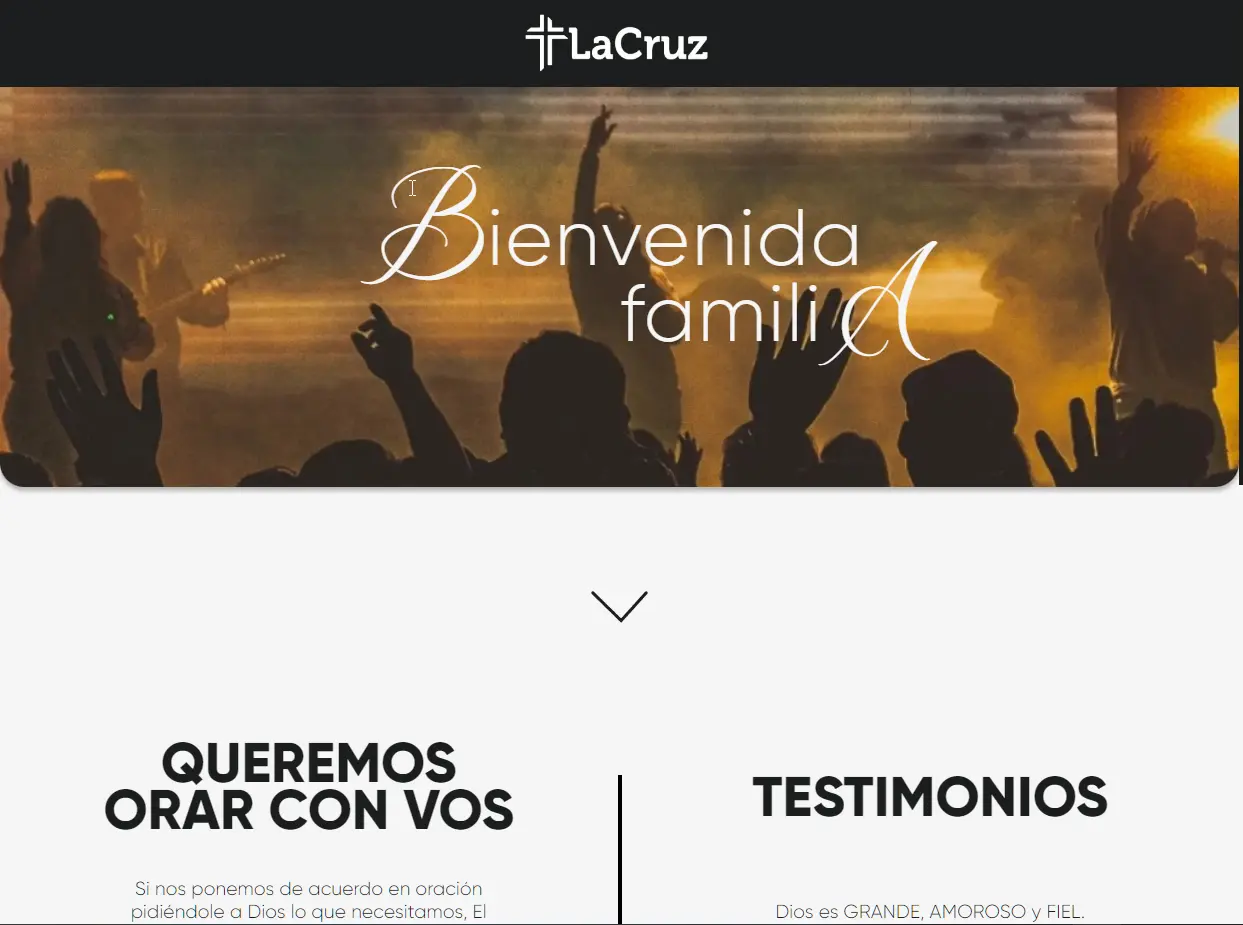 LaCruz
Bienvenida
familiA
QUEREMOS
ORAR CON VOS
Si nos ponemos de acuerdo en oración
pidiéndole a Dios lo que necesitamos, El
TESTIMONIOS
Dios es GRANDE, AMOROSO y FIEL.